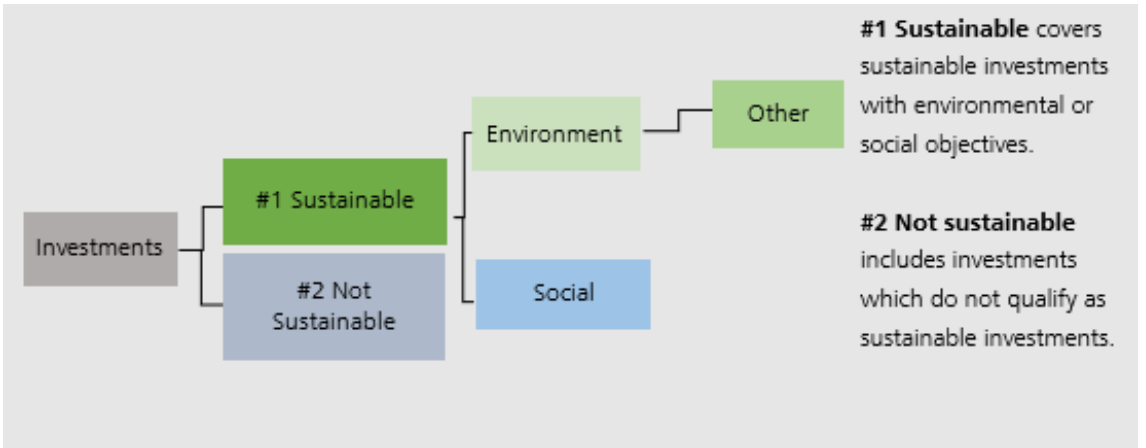 Investments
#1 Sustainable
#2 Not
Sustainable
Environment
Social
Other
#1 Sustainable covers
sustainable investments
with environmental or
social objectives.
#2 Not sustainable
includes investments
which do not qualify as
sustainable investments.